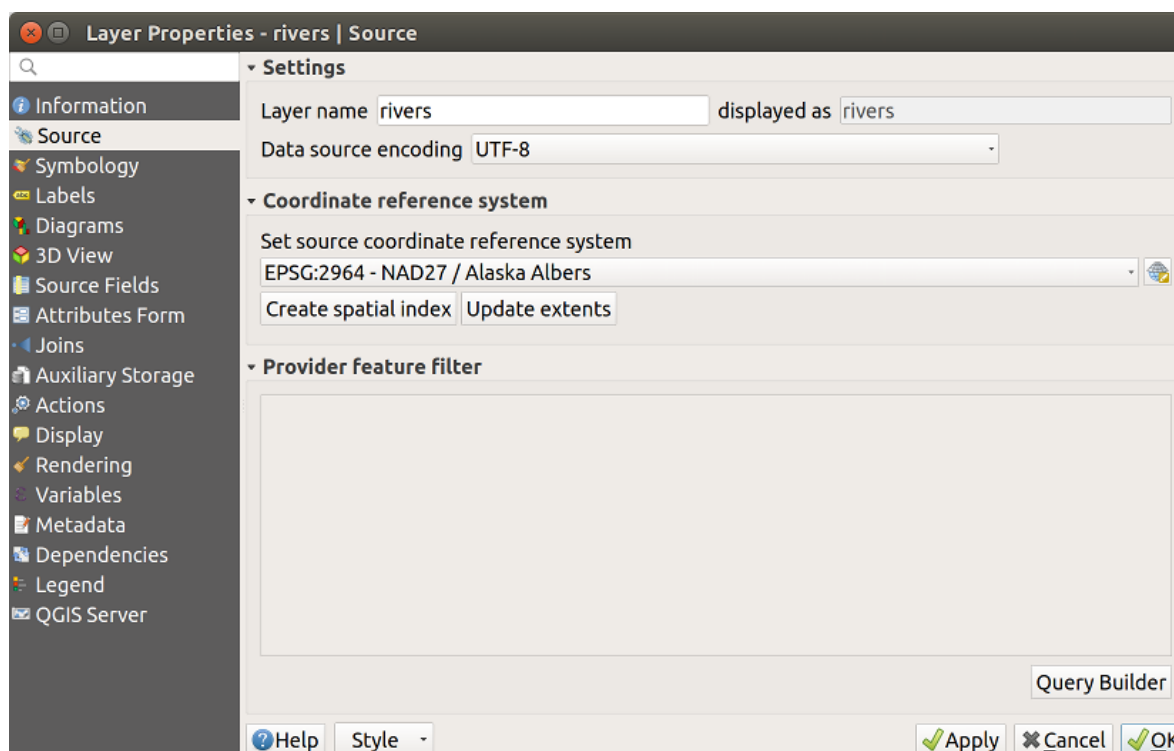 Layer Properties - rivers | Source
Information
Source
Symbology
Labels
Diagrams
3D View
Source Fields
Attributes Form
Joins
Auxiliary Storage
Actions
Display
Rendering
Variables
Metadata
Dependencies
Legend
QGIS Server
Settings
Layer name rivers displayed as rivers
Data source encoding UTF-8
Coordinate reference system
Set source coordinate reference system
EPSG:2964 - NAD27 / Alaska Albers
Create spatial index Update extents
Provider feature filter
Query Builder
Help Style Apply Cancel OK